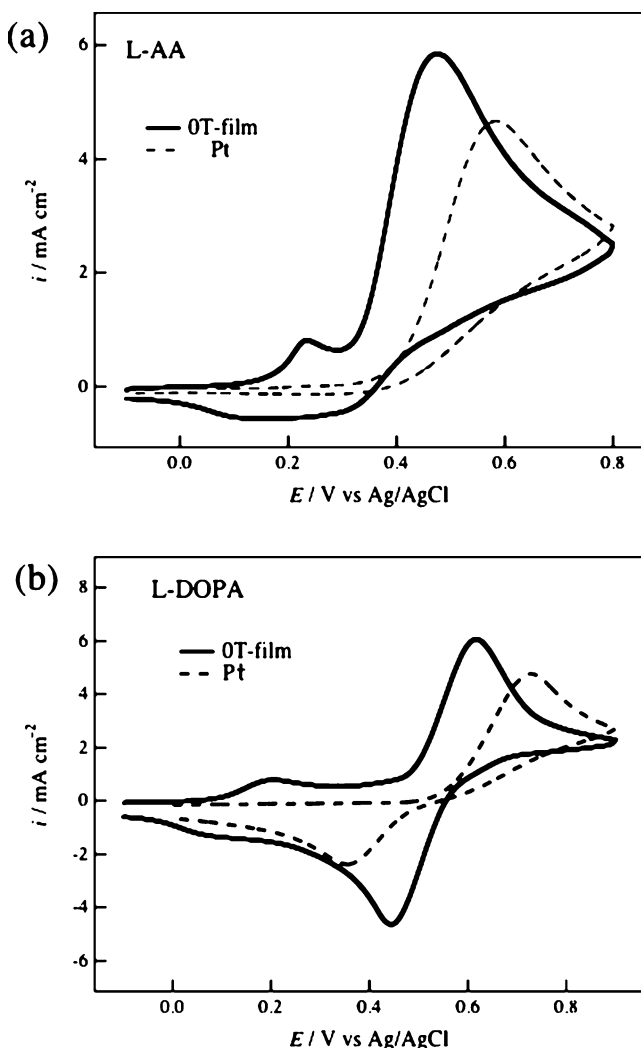 (a)
L-AA
0T-film
Pt
i / mA cm-2
6
4
2
0
0.0 0.2 0.4 0.6 0.8
E / V vs Ag/AgCl
(b)
L-DOPA
0T-film
Pt
i / mA cm-2
8
6
4
2
0
-2
-4
-6
0.0 0.2 0.4 0.6 0.8
E / V vs Ag/AgCl